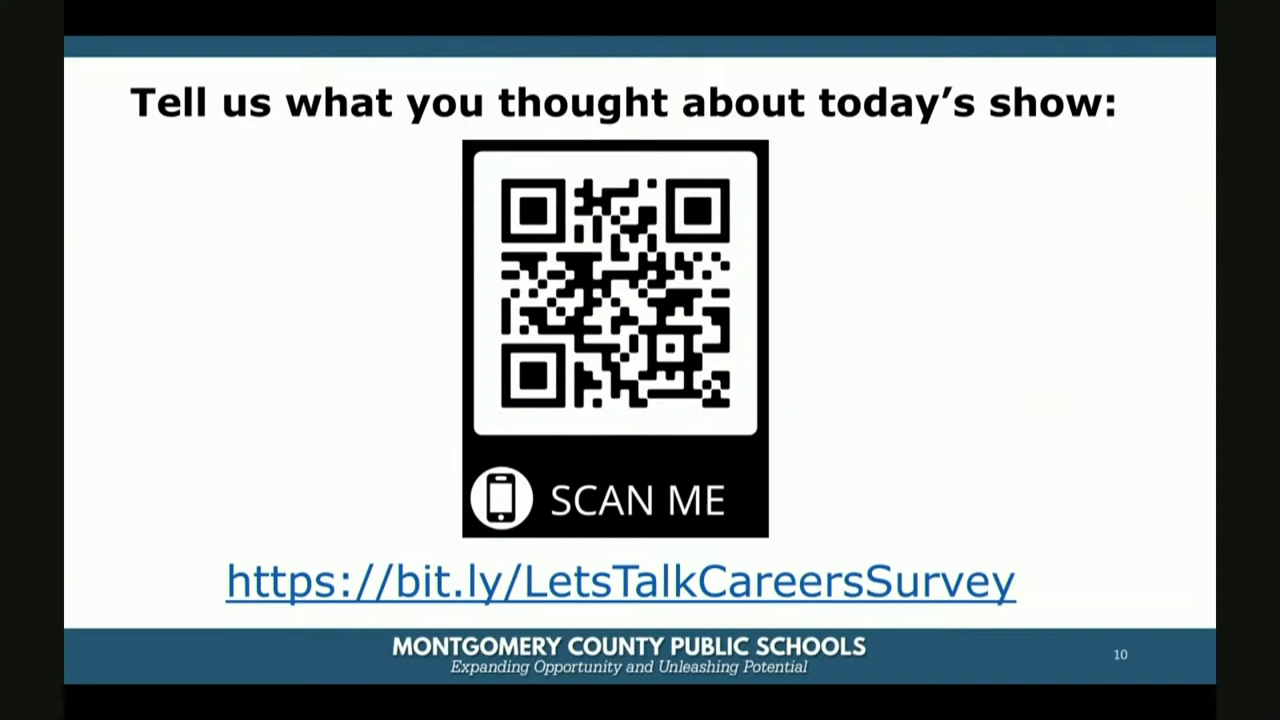 Tell us what you thought about today’s show:
SCAN ME
https://bit.ly/LetsTalkCareersSurvey
MONTGOMERY COUNTY PUBLIC SCHOOLS
Expanding Opportunity and Unleashing Potential
10